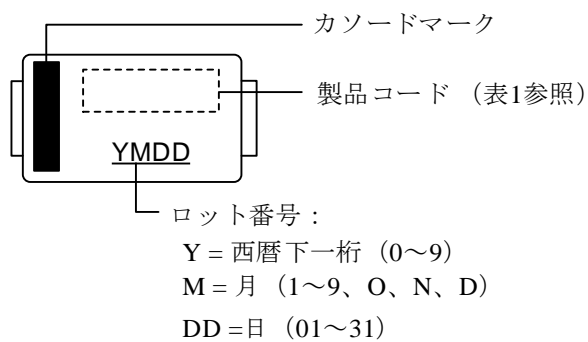 カソードマーク
製品コード （表1参照）
YMDD
ロット番号：
Y = 西暦下一桁（0～9）
M = 月（1～9、O、N、D）
DD =日（01～31）